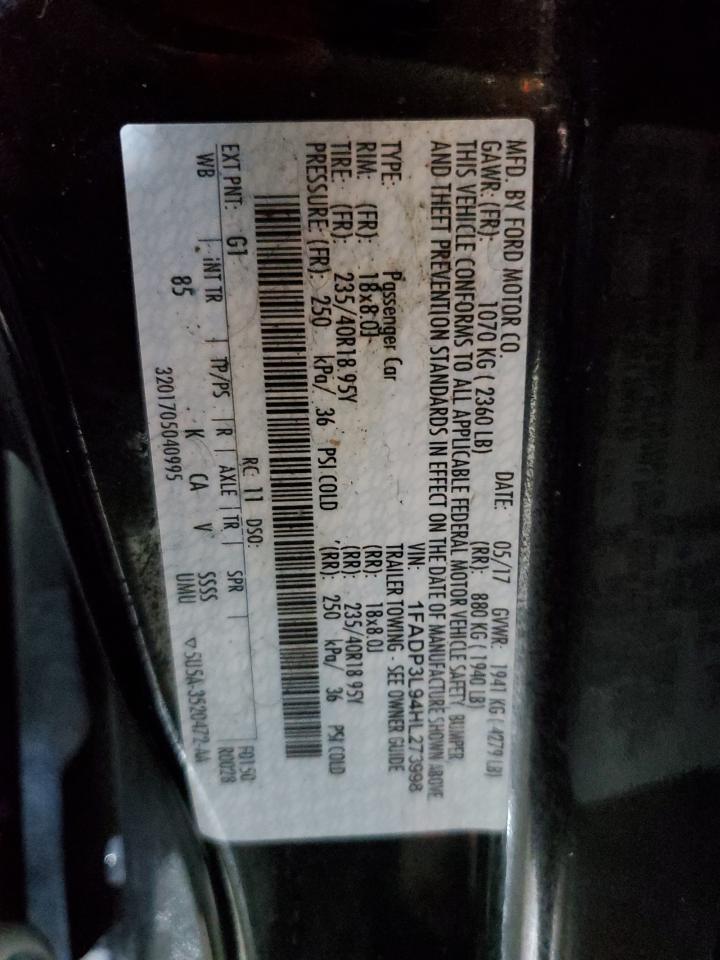 MFD. BY FORD MOTOR CO.
DATE: 05/17 GVWR: 1941 KG ( 4279 LB)
GAWR: (FR): 1070 KG ( 2360 LB) (RR): 880 KG ( 1940 LB)
THIS VEHICLE CONFORMS TO ALL APPLICABLE FEDERAL MOTOR VEHICLE SAFETY BUMPER
AND THEFT PREVENTION STANDARDS IN EFFECT ON THE DATE OF MANUFACTURE SHOWN ABOVE
VIN: 1FADP3L94HL273998
TYPE: Passenger Car TRAILER TOWING - SEE OWNER GUIDE
RIM: (FR): 18x8.0J (RR): 18x8.0J
TIRE: (FR): 235/40R18 95Y (RR): 235/40R18 95Y
PRESSURE: (FR): 250 kPa/ 36 PSI COLD (RR): 250 kPa/ 36 PSI COLD
RC: 11 DSO: F0150
EXT PNT: G1 R0028
WB | INT TR | TP/PS | R | AXLE | TR | SPR
85 K CA V SSSS
UMU
3201705040995 ▽5U5A-3520472-AA